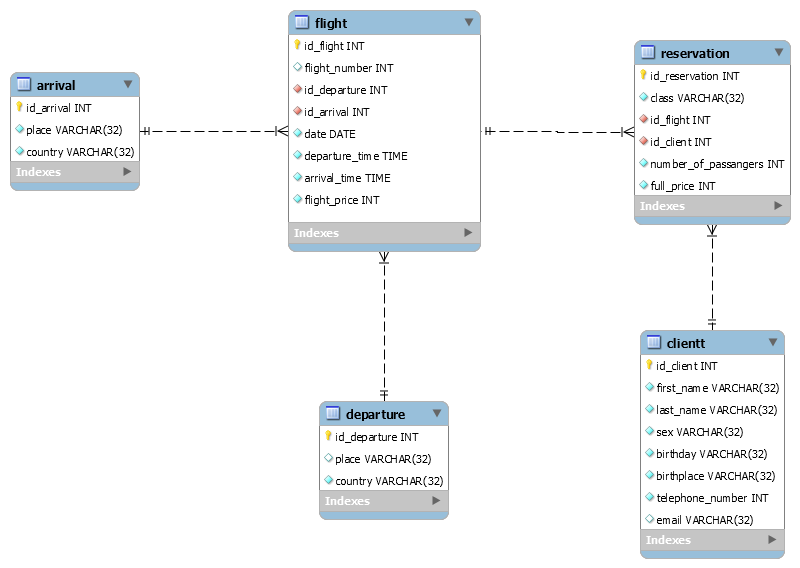 arrival
id_arrival INT
place VARCHAR(32)
country VARCHAR(32)
Indexes
flight
id_flight INT
flight_number INT
id_departure INT
id_arrival INT
date DATE
departure_time TIME
arrival_time TIME
flight_price INT
Indexes
reservation
id_reservation INT
class VARCHAR(32)
id_flight INT
id_client INT
number_of_passangers INT
full_price INT
Indexes
departure
id_departure INT
place VARCHAR(32)
country VARCHAR(32)
Indexes
clientt
id_client INT
first_name VARCHAR(32)
last_name VARCHAR(32)
sex VARCHAR(32)
birthday VARCHAR(32)
birthplace VARCHAR(32)
telephone_number INT
email VARCHAR(32)
Indexes